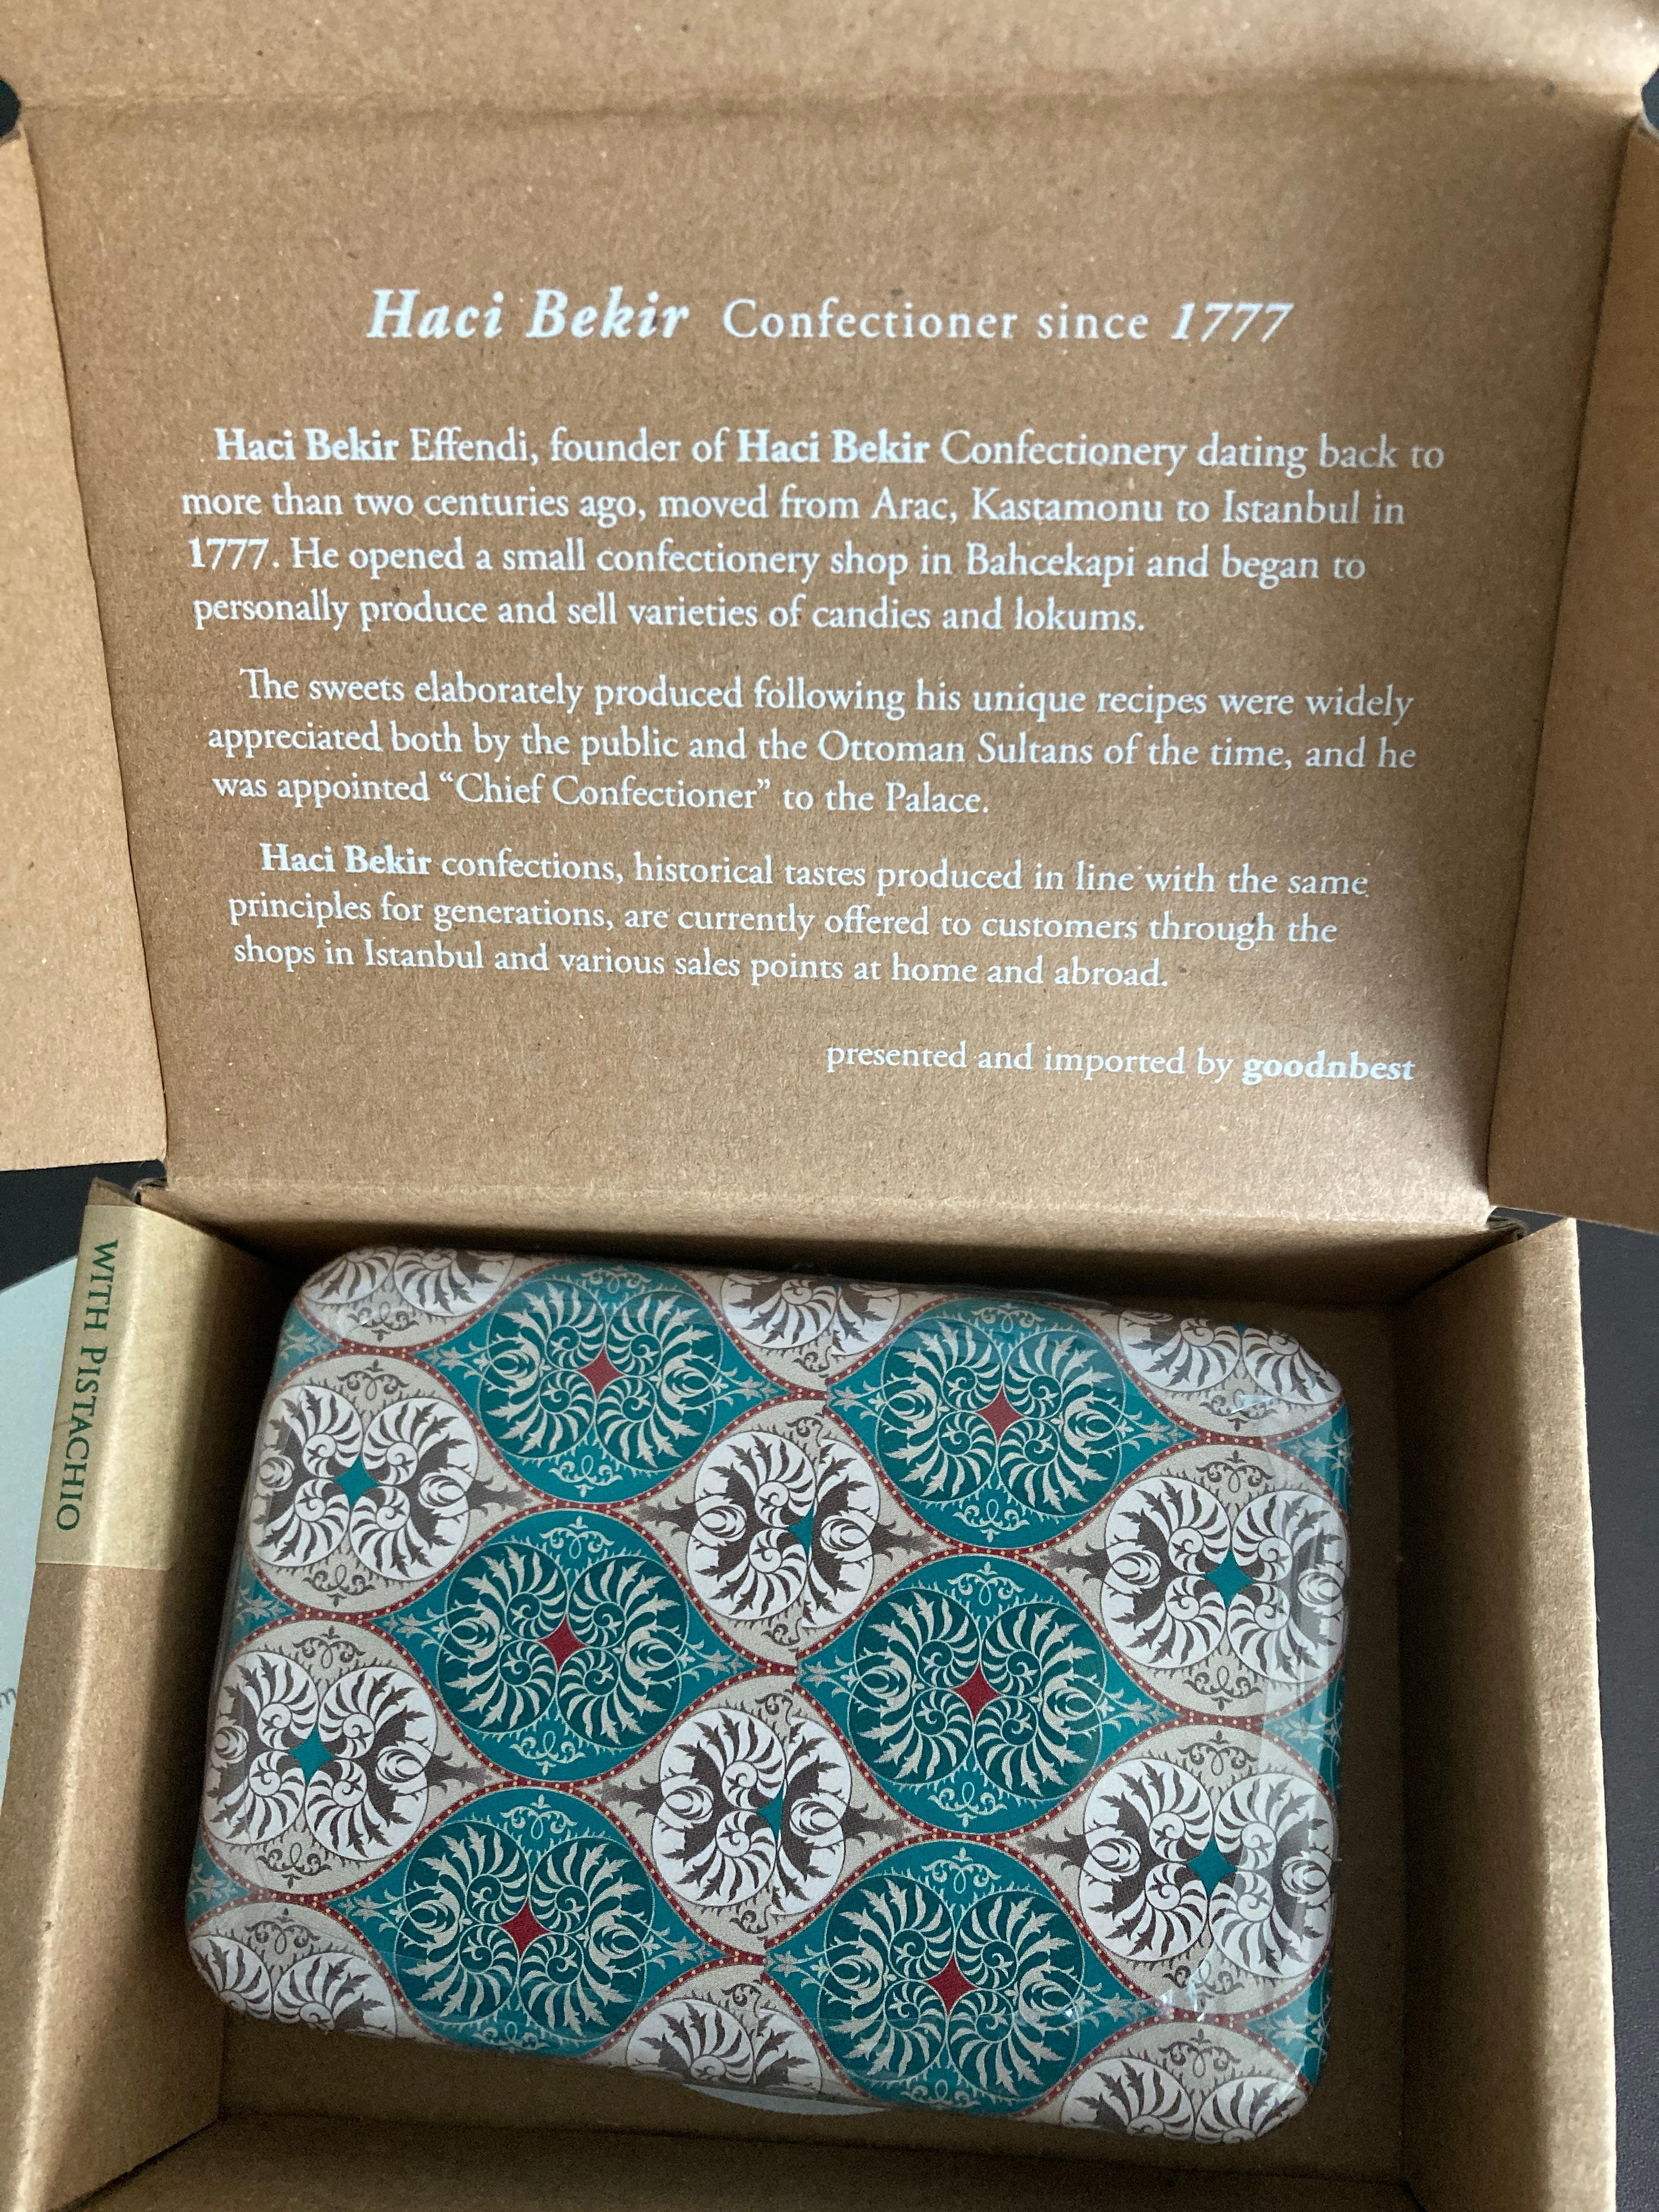 Haci Bekir Confectioner since 1777
Haci Bekir Effendi, founder of Haci Bekir Confectionery dating back to
more than two centuries ago, moved from Arac, Kastamonu to Istanbul in
1777. He opened a small confectionery shop in Bahcekapi and began to
personally produce and sell varieties of candies and lokums.
The sweets elaborately produced following his unique recipes were widely
appreciated both by the public and the Ottoman Sultans of the time, and he
was appointed “Chief Confectioner” to the Palace.
Haci Bekir confections, historical tastes produced in line with the same
principles for generations, are currently offered to customers through the
shops in Istanbul and various sales points at home and abroad.
presented and imported by goodnbest
WITH PISTACHIO